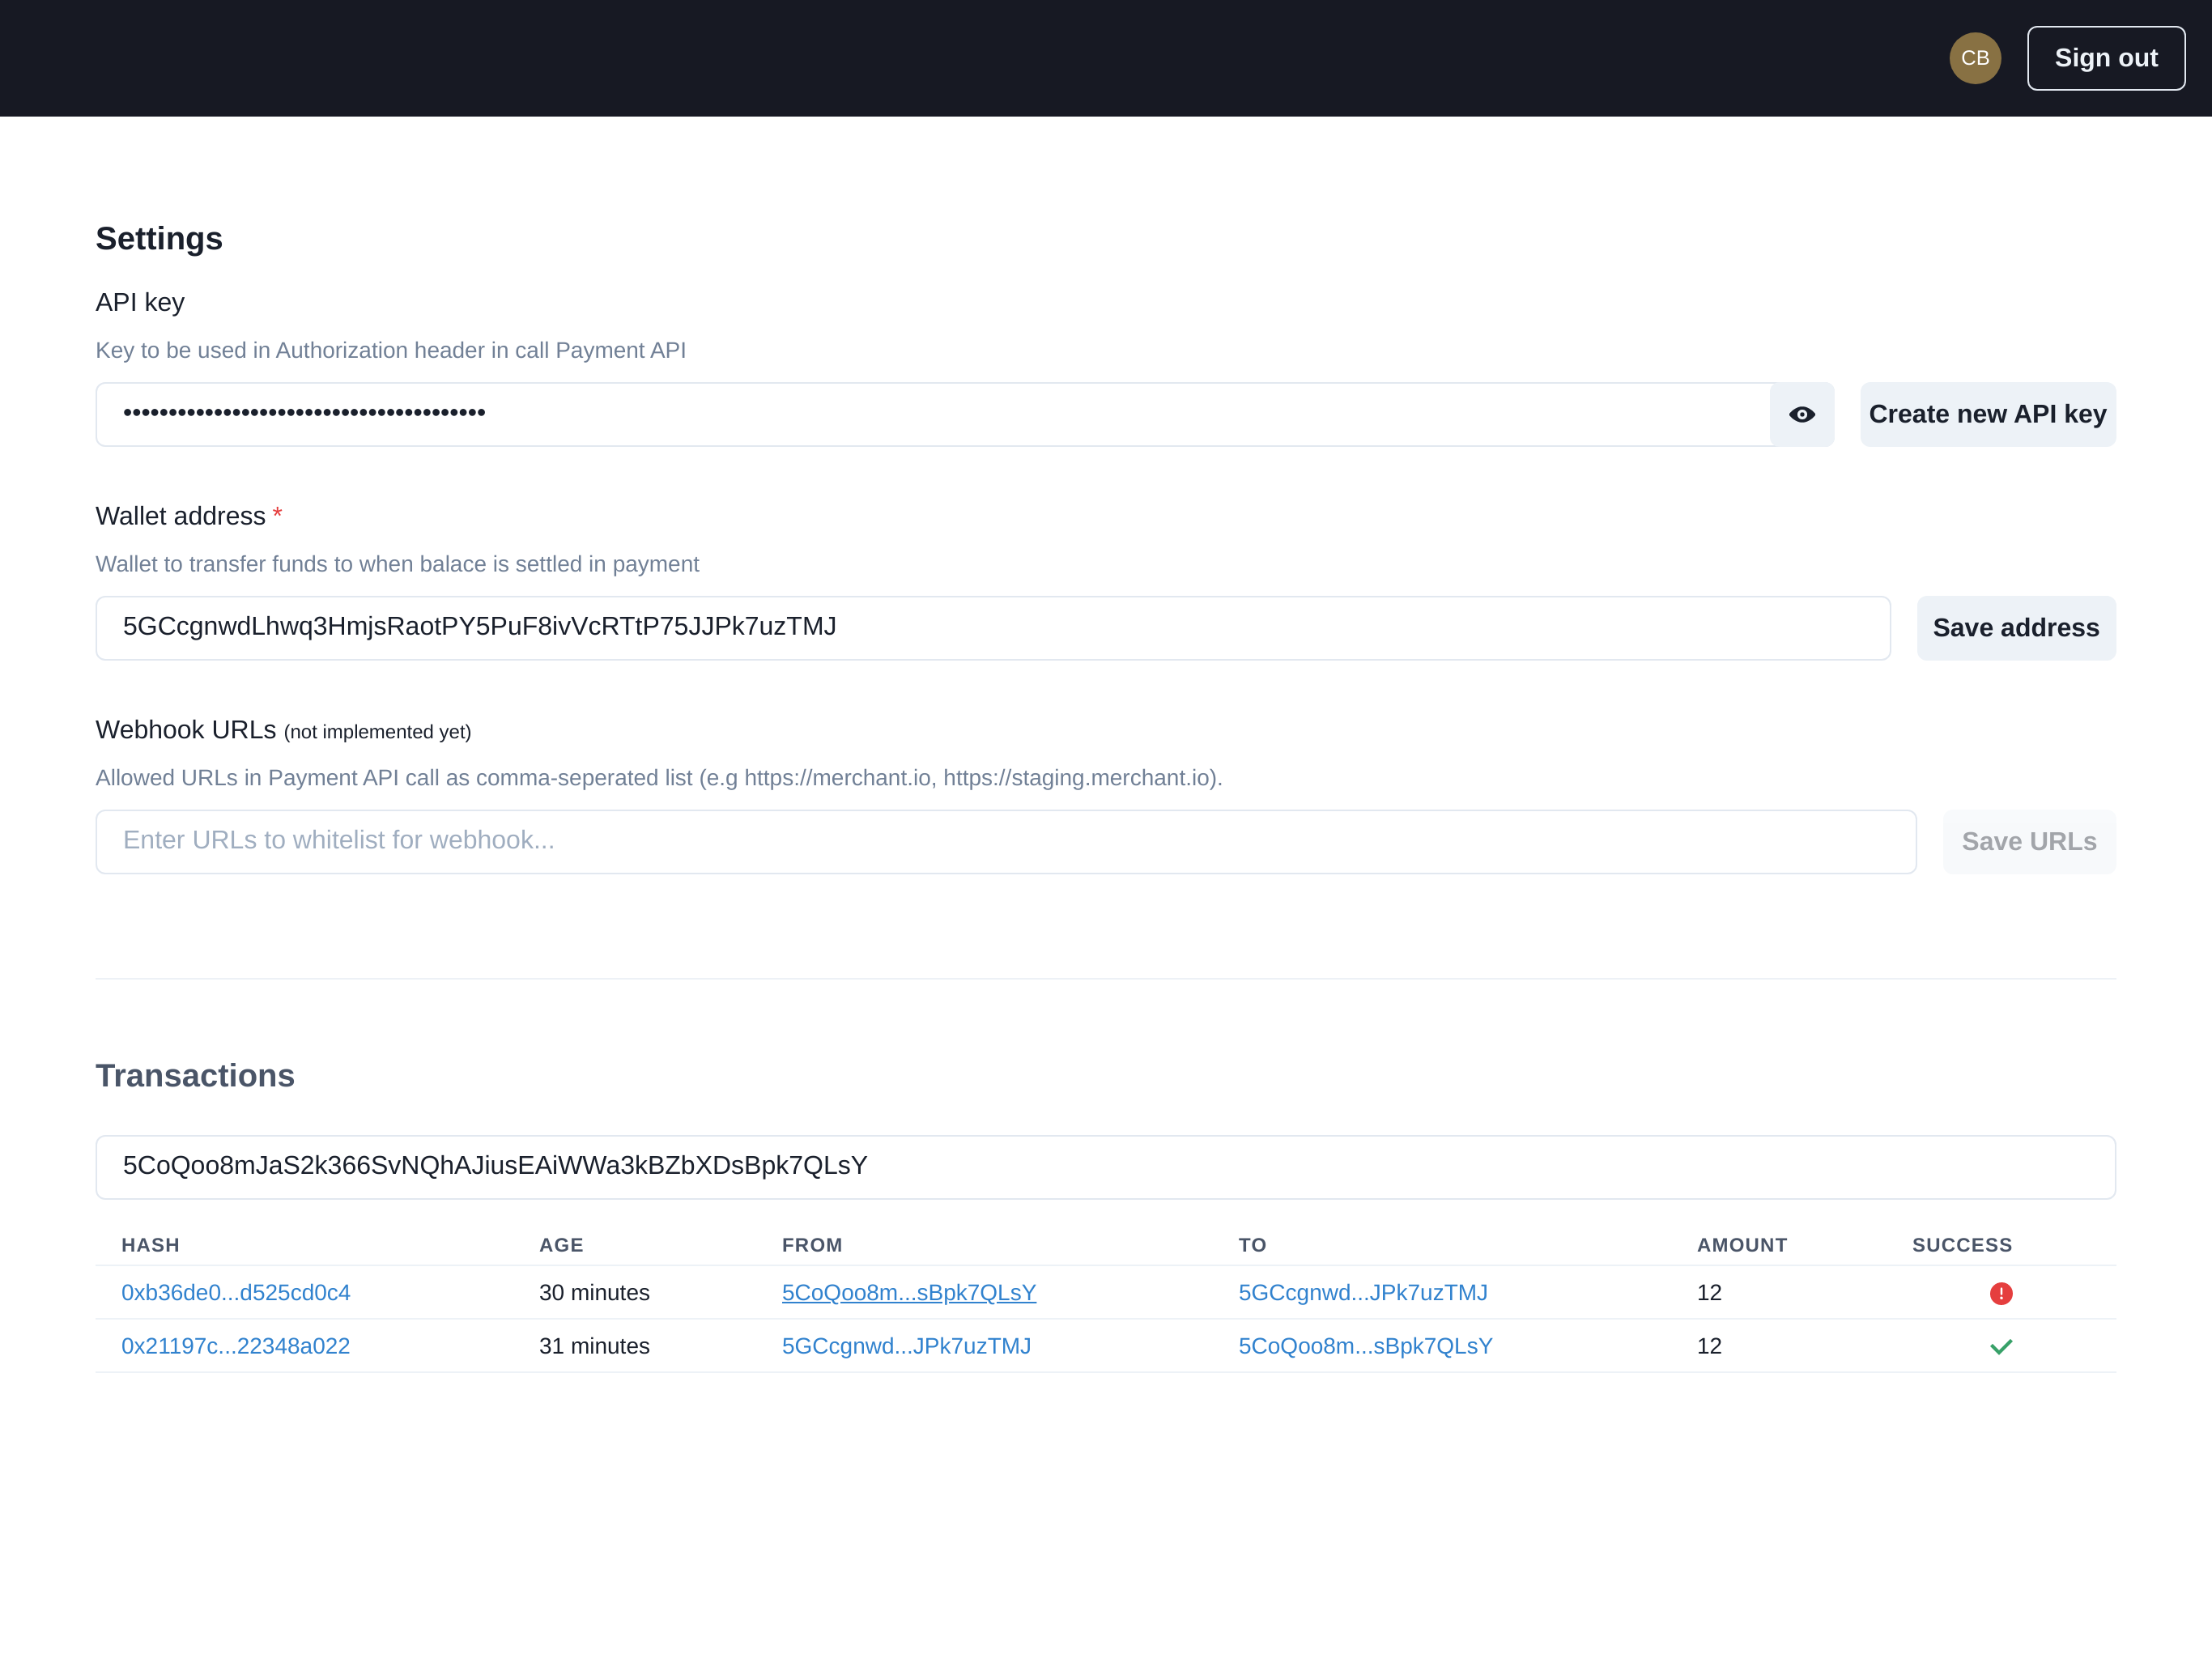 CB Sign out
Settings
API key
Key to be used in Authorization header in call Payment API
•••••••••••••••••••••••••••••••••••••••• Create new API key
Wallet address *
Wallet to transfer funds to when balace is settled in payment
5GCcgnwdLhwq3HmjsRaotPY5PuF8ivVcRTtP75JJPk7uzTMJ Save address
Webhook URLs (not implemented yet)
Allowed URLs in Payment API call as comma-seperated list (e.g https://merchant.io, https://staging.merchant.io).
Enter URLs to whitelist for webhook... Save URLs
Transactions
5CoQoo8mJaS2k366SvNQhAJiusEAiWWa3kBZbXDsBpk7QLsY
HASH AGE FROM TO AMOUNT SUCCESS
0xb36de0...d525cd0c4 30 minutes 5CoQoo8m...sBpk7QLsY 5GCcgnwd...JPk7uzTMJ 12
0x21197c...22348a022 31 minutes 5GCcgnwd...JPk7uzTMJ 5CoQoo8m...sBpk7QLsY 12